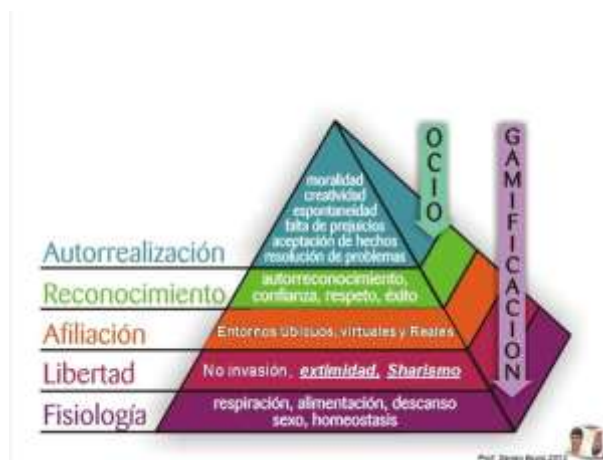 OCIO
GAMIFICACION
moralidad
creatividad
espontaneidad
falta de prejuicios
aceptación de hechos
resolución de problemas
Autorrealización
autorreconocimiento,
confianza, respeto, éxito
Reconocimiento
Afiliación
Entornos Ubicuos, virtuales y Reales
Libertad
No invasión, extimidad, Sharismo
Fisiología
respiración, alimentación, descanso
sexo, homeostasis
Prof.